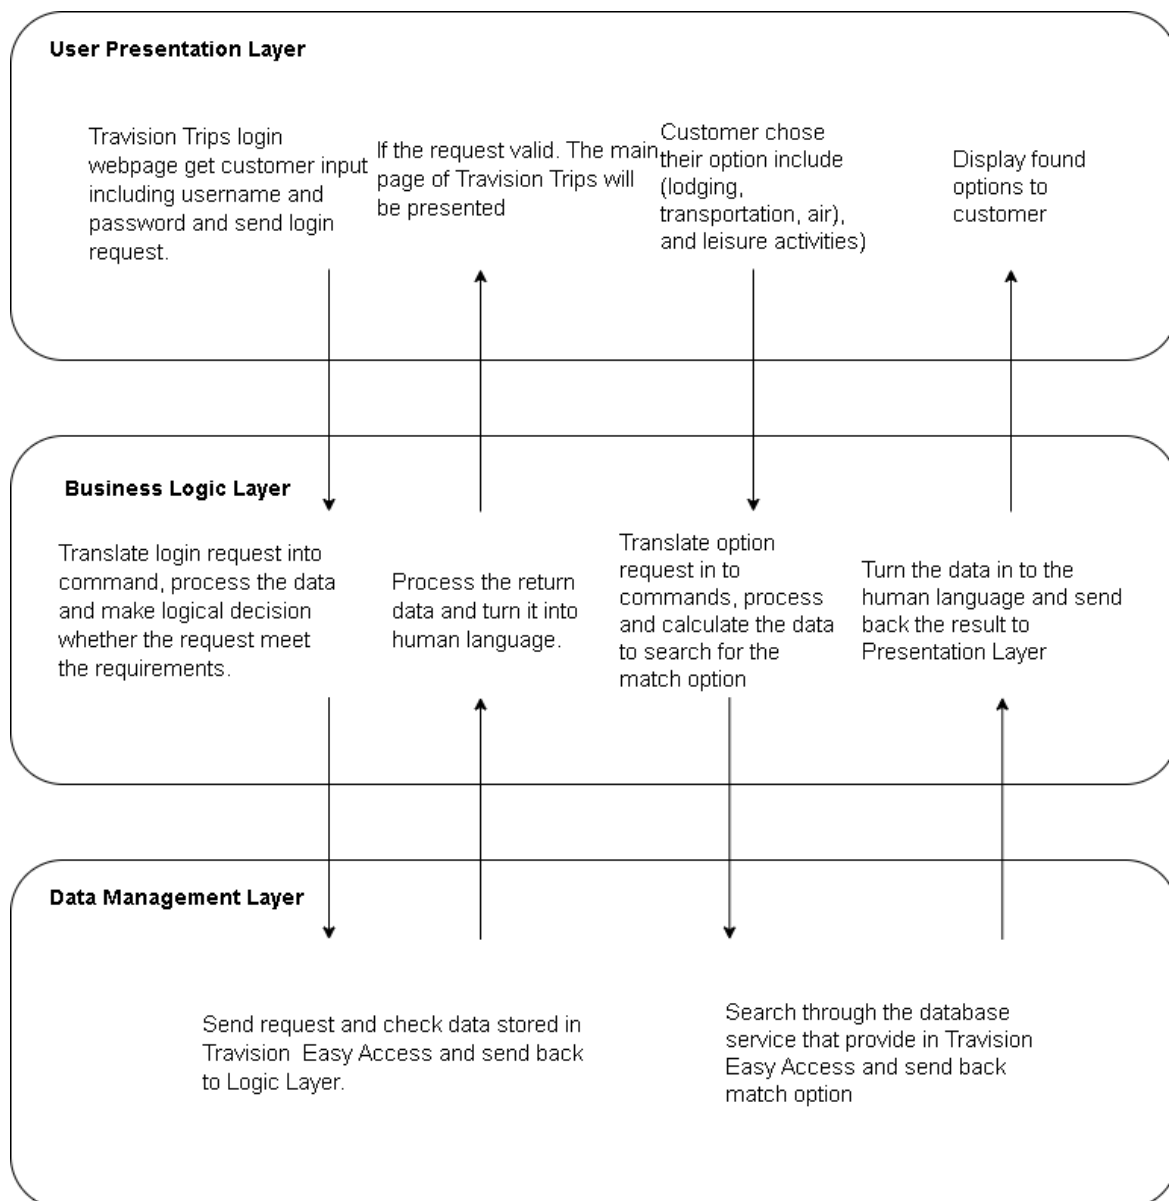 User Presentation Layer
Travision Trips login
webpage get customer input
including username and
password and send login
request.
If the request valid. The main
page of Travision Trips will
be presented
Customer chose
their option include
(lodging,
transportation, air),
and leisure activities)
Display found
options to
customer
Business Logic Layer
Translate login request into
command, process the data
and make logical decision
whether the request meet
the requirements.
Process the return
data and turn it into
human language.
Translate option
request in to
commands, process
and calculate the data
to search for the
match option
Turn the data in to the
human language and send
back the result to
Presentation Layer
Data Management Layer
Send request and check data stored in
Travision Easy Access and send back
to Logic Layer.
Search through the database
service that provide in Travision
Easy Access and send back
match option